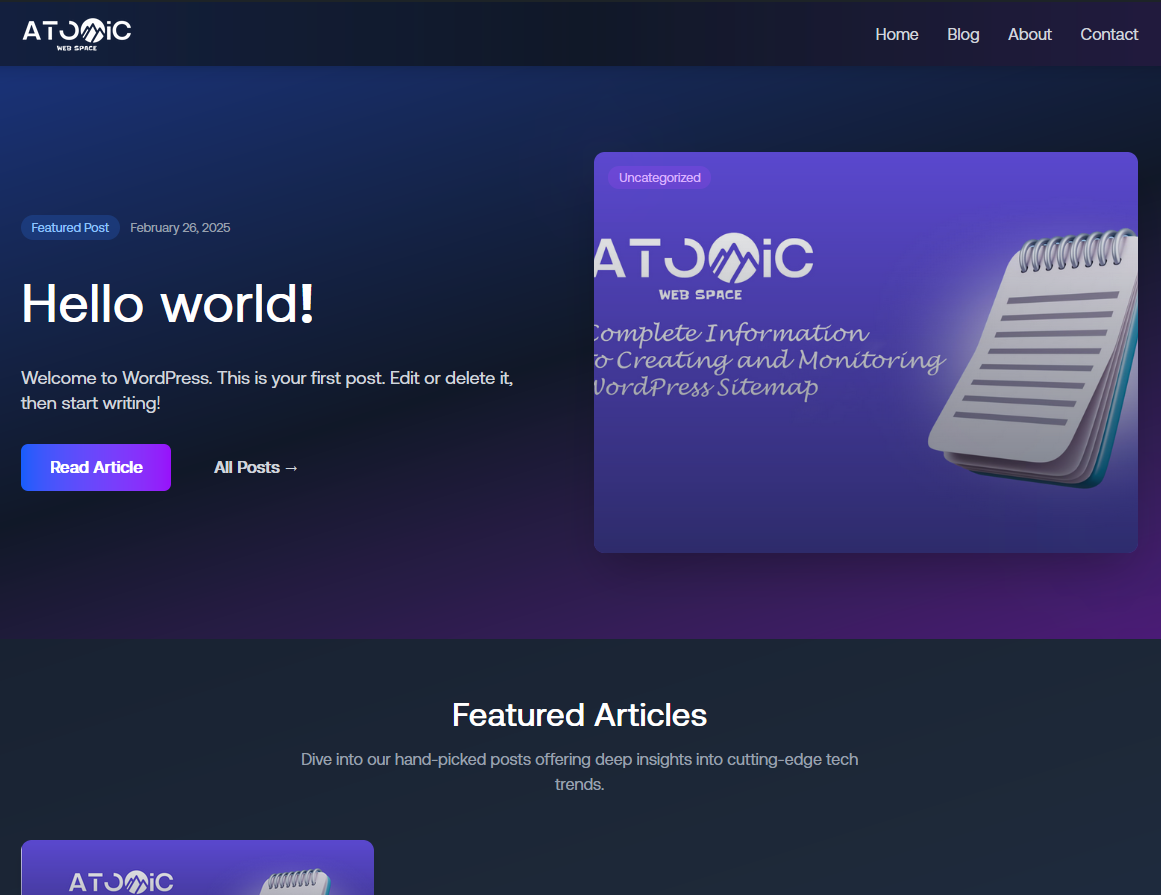 ATOMiC
WEB SPACE
Home
Blog
About
Contact
Featured Post
February 26, 2025
Hello world!
Welcome to WordPress. This is your first post. Edit or delete it,
then start writing!
Read Article
All Posts →
Uncategorized
ATOMiC
WEB SPACE
Complete Information
to Creating and Monitoring
WordPress Sitemap
Featured Articles
Dive into our hand-picked posts offering deep insights into cutting-edge tech
trends.
ATOMiC